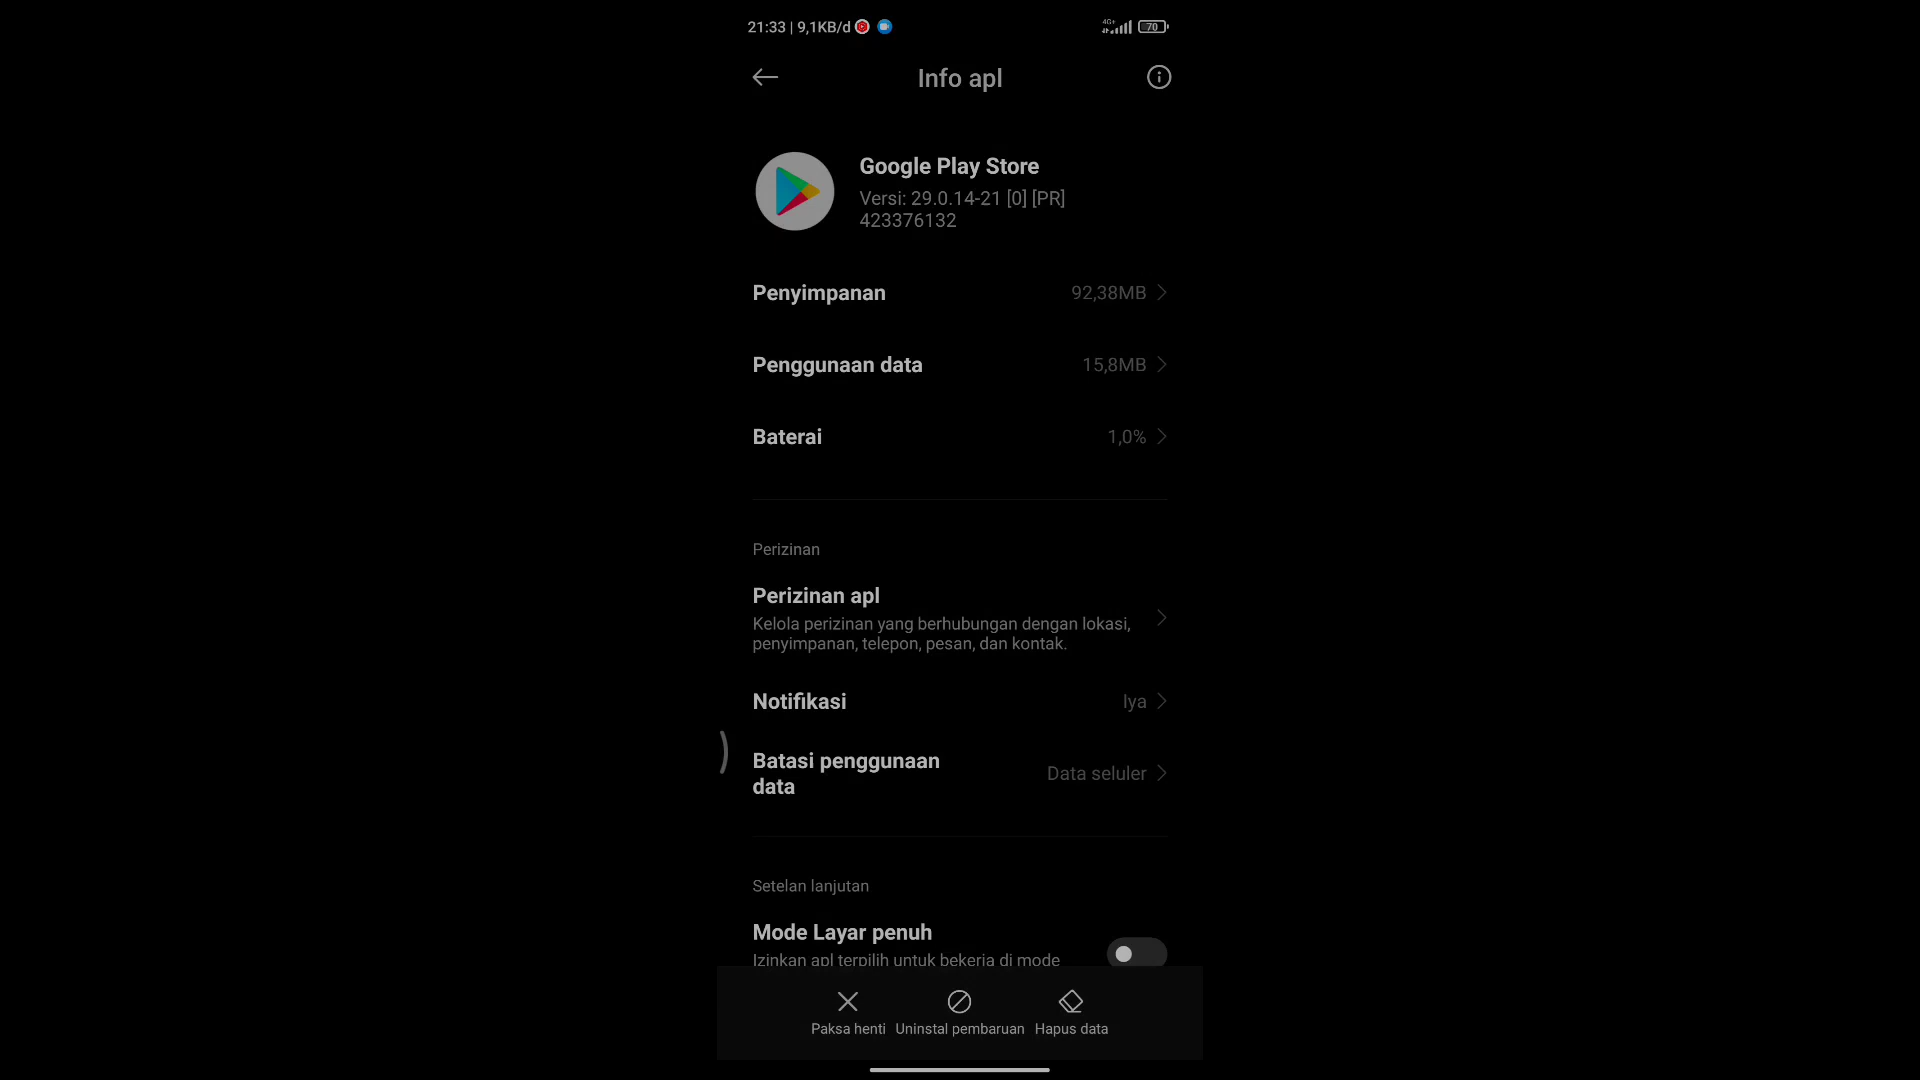 21:33 | 9,1KB/d
4G+
70
Info apl
Google Play Store
Versi: 29.0.14-21 [0] [PR]
423376132
Penyimpanan 92,38MB
Penggunaan data 15,8MB
Baterai 1,0%
Perizinan
Perizinan apl
Kelola perizinan yang berhubungan dengan lokasi,
penyimpanan, telepon, pesan, dan kontak.
Notifikasi Iya
Batasi penggunaan
data
Data seluler
Setelan lanjutan
Mode Layar penuh
Izinkan apl terpilih untuk bekerja di mode
Paksa henti Uninstal pembaruan Hapus data